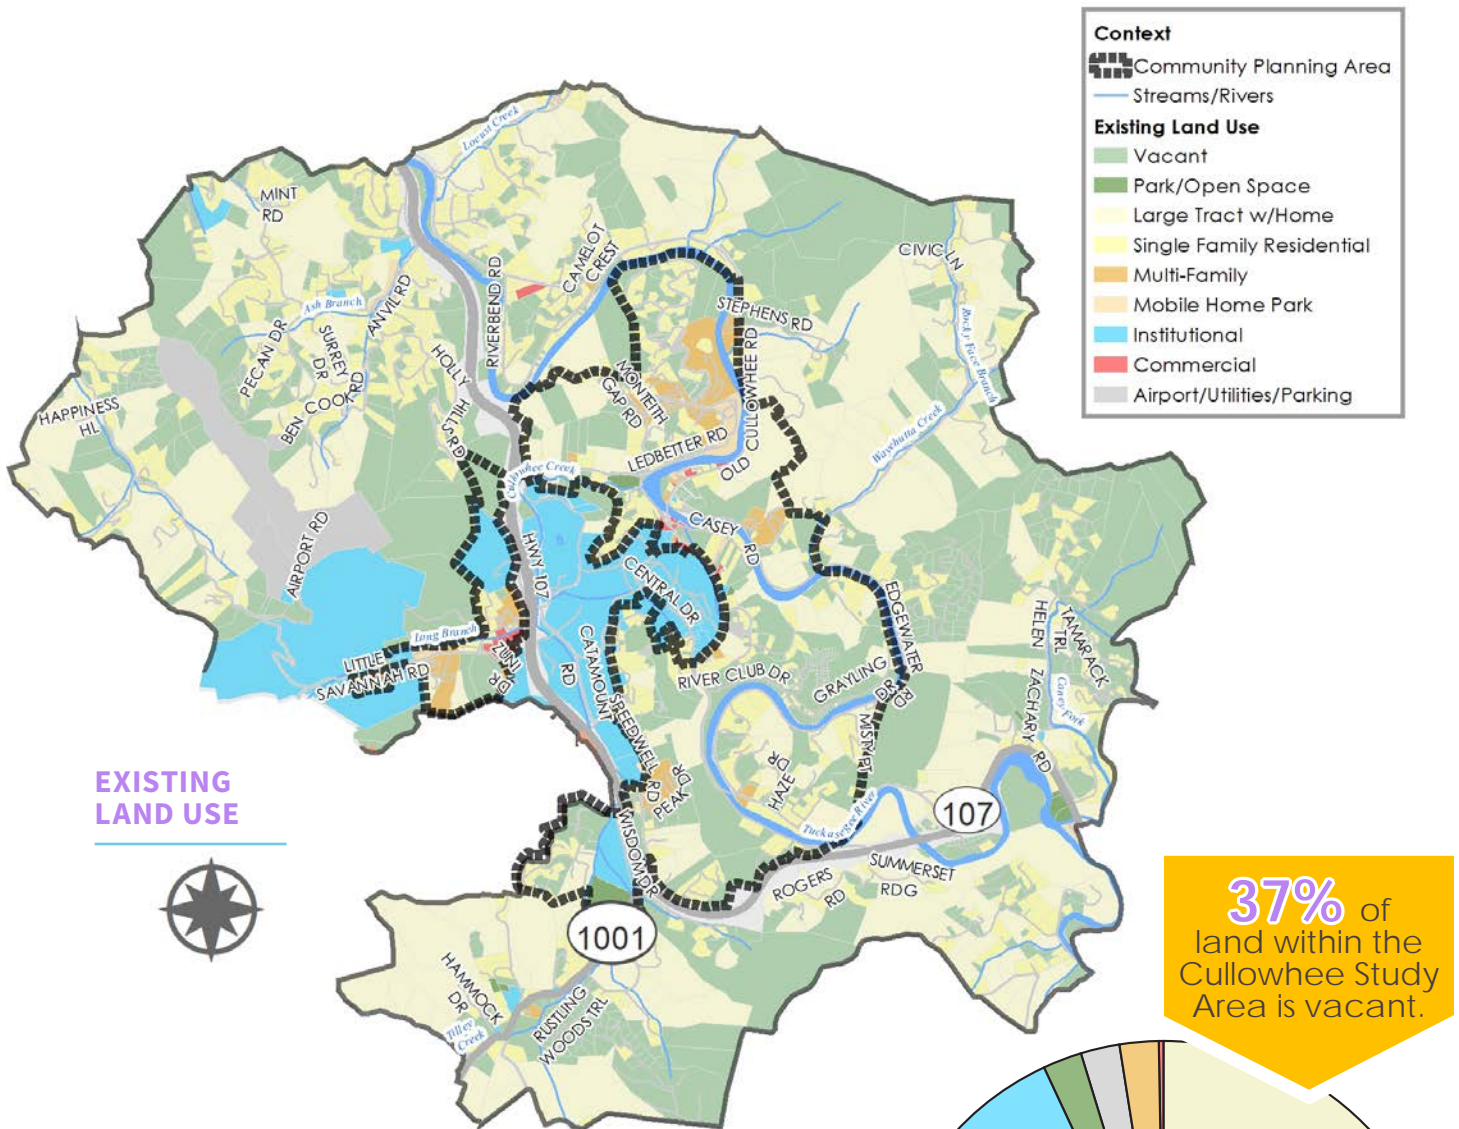 Context
Community Planning Area
Streams/Rivers
Existing Land Use
Vacant
Park/Open Space
Large Tract w/Home
Single Family Residential
Multi-Family
Mobile Home Park
Institutional
Commercial
Airport/Utilities/Parking
Locust Creek
MINT
RD
CAMELOT
CREST
CIVIC LN
RIVERBEND RD
ANVIL RD
Ash Branch
STEPHENS RD
PECAN DR
SURREY
DR
BEN COOK RD
HOLLY
HILLS RD
MONTEITH
GAP RD
CULLOWHEE RD
OLD
Rocky Face Branch
HAPPINESS
HL
LEDBETTER RD
Wayehutta Creek
Cullowhee Creek
AIRPORT RD
HWY 107
CASEY
RD
CENTRAL DR
EDGEWATER
RD
HELEN
ZACHARY
RD
TAMARACK
TRL
Long Branch
LITTLE
SAVANNAH RD
ZUNI
DR
CATAMOUNT
RD
SPEEDWELL
RD
RIVER CLUB DR
GRAYLING
DR
MISTY PT
Caney Fork
HAZE
DR
PEAK
DR
Tuckasegee River
107
WISDOM DR
SUMMERSET
RDG
ROGERS
RD
1001
HAMMOCK
DR
RUSTLING
WOODS TRL
Tilley
Creek
EXISTING
LAND USE
37% of
land within the
Cullowhee Study
Area is vacant.